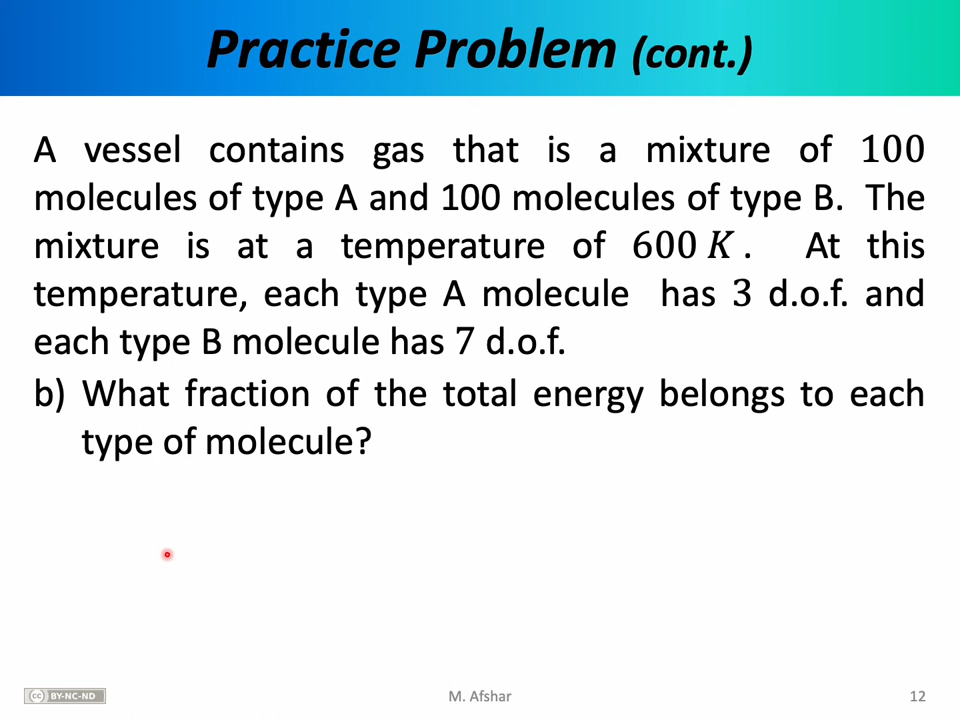 Practice Problem (cont.)
A vessel contains gas that is a mixture of 100
molecules of type A and 100 molecules of type B. The
mixture is at a temperature of 600 K . At this
temperature, each type A molecule has 3 d.o.f. and
each type B molecule has 7 d.o.f.
b) What fraction of the total energy belongs to each
type of molecule?
cc BY-NC-ND
M. Afshar
12